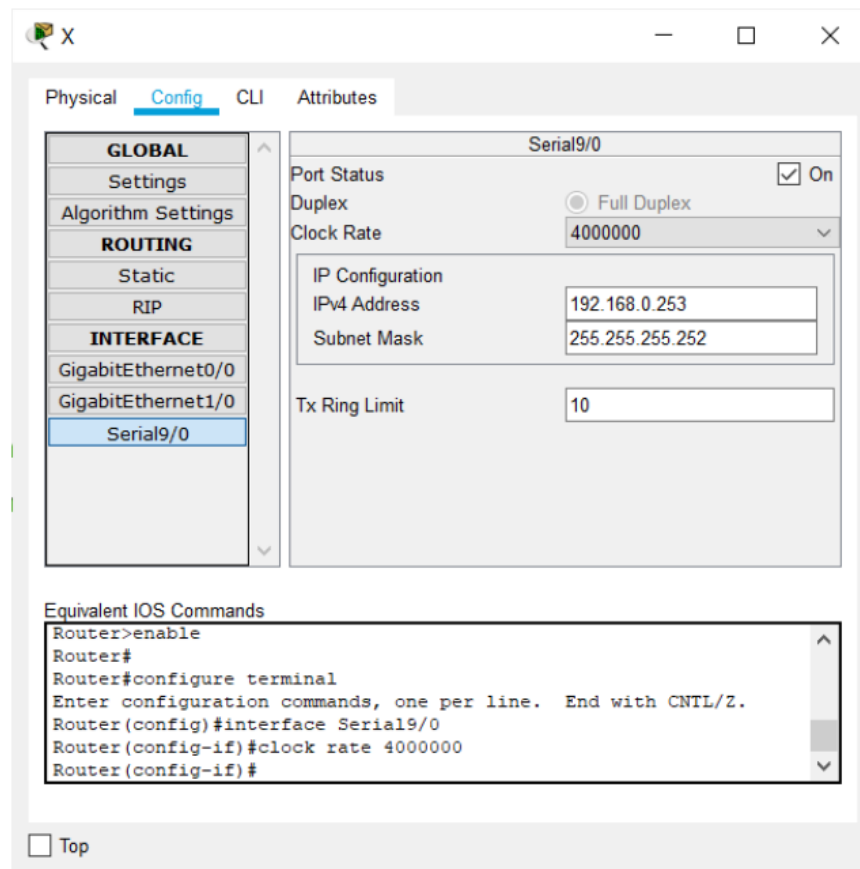 X
Physical Config CLI Attributes
GLOBAL
Settings
Algorithm Settings
ROUTING
Static
RIP
INTERFACE
GigabitEthernet0/0
GigabitEthernet1/0
Serial9/0
Serial9/0
Port Status On
Duplex Full Duplex
Clock Rate 4000000
IP Configuration
IPv4 Address 192.168.0.253
Subnet Mask 255.255.255.252
Tx Ring Limit 10
Equivalent IOS Commands
Router>enable
Router#
Router#configure terminal
Enter configuration commands, one per line. End with CNTL/Z.
Router(config)#interface Serial9/0
Router(config-if)#clock rate 4000000
Router(config-if)#
Top